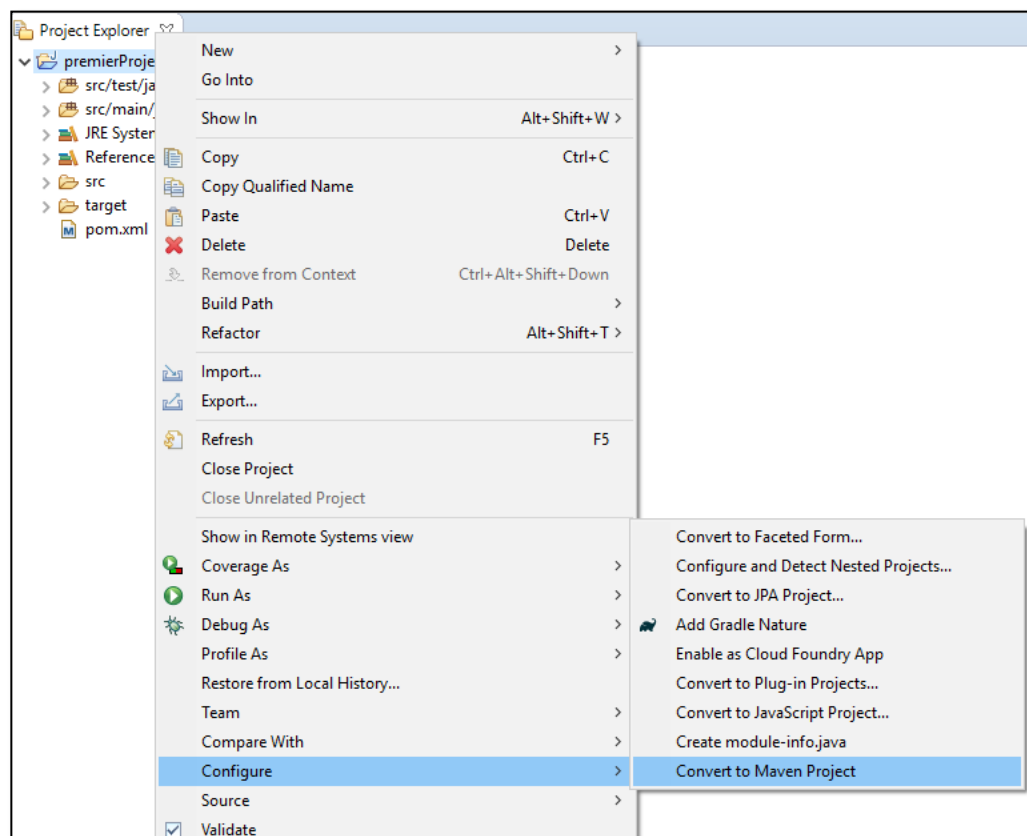 Project Explorer
premierProje
src/test/ja
src/main/
JRE System
Reference
src
target
pom.xml
New
Go Into
Show In Alt+Shift+W
Copy Ctrl+C
Copy Qualified Name
Paste Ctrl+V
Delete Delete
Remove from Context Ctrl+Alt+Shift+Down
Build Path
Refactor Alt+Shift+T
Import...
Export...
Refresh F5
Close Project
Close Unrelated Project
Show in Remote Systems view
Coverage As
Run As
Debug As
Profile As
Restore from Local History...
Team
Compare With
Configure
Source
Validate
Convert to Faceted Form...
Configure and Detect Nested Projects...
Convert to JPA Project...
Add Gradle Nature
Enable as Cloud Foundry App
Convert to Plug-in Projects...
Convert to JavaScript Project...
Create module-info.java
Convert to Maven Project